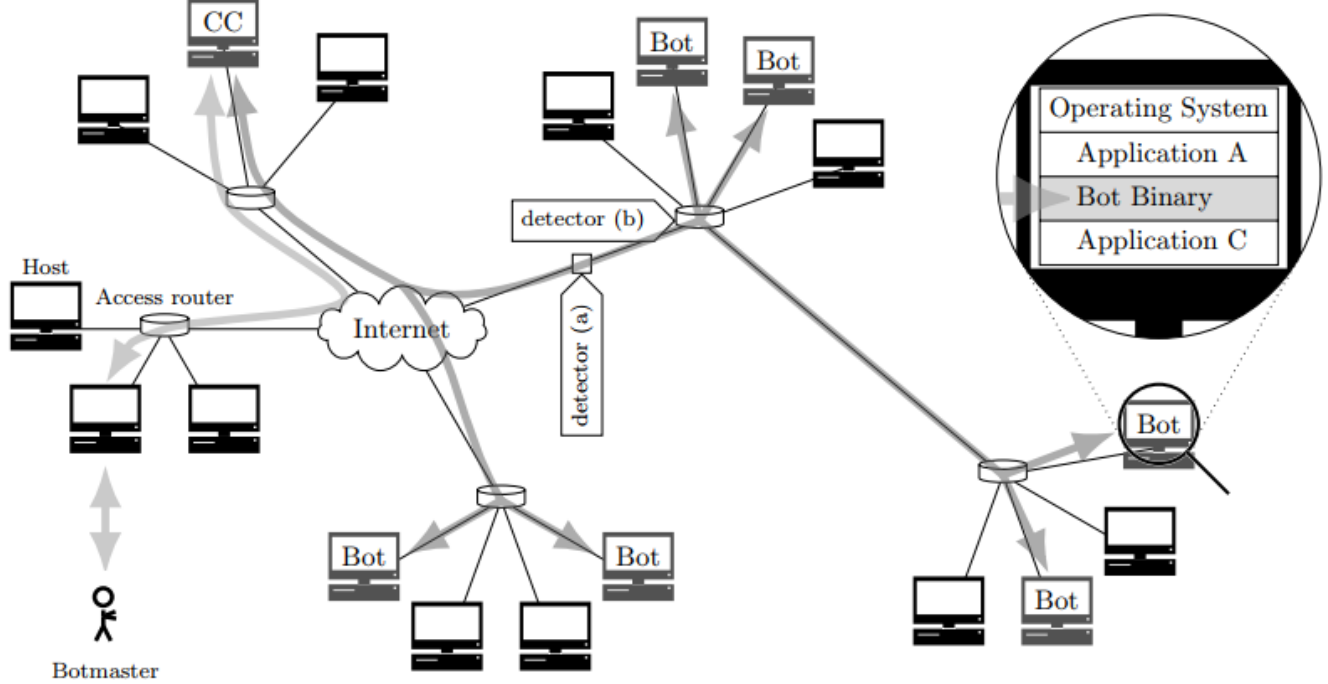 CC
Bot
Bot
Operating System
Application A
Bot Binary
Application C
detector (b)
Host
Access router
Internet
detector (a)
Bot
Bot
Bot
Bot
Botmaster